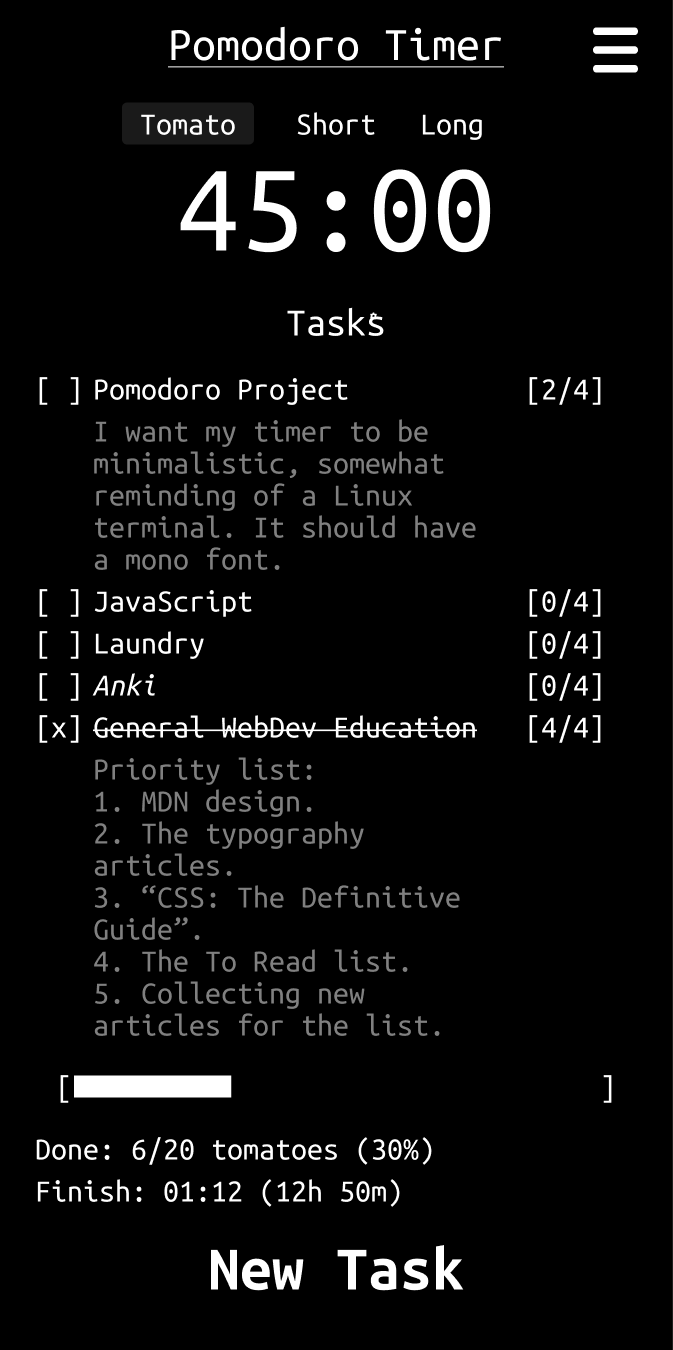 Pomodoro Timer
Tomato Short Long
45:00
Tasks
[ ] Pomodoro Project [2/4]
I want my timer to be
minimalistic, somewhat
reminding of a Linux
terminal. It should have
a mono font.
[ ] JavaScript [0/4]
[ ] Laundry [0/4]
[ ] Anki [0/4]
[x] General WebDev Education [4/4]
Priority list:
1. MDN design.
2. The typography
articles.
3. “CSS: The Definitive
Guide”.
4. The To Read list.
5. Collecting new
articles for the list.
[ ]
Done: 6/20 tomatoes (30%)
Finish: 01:12 (12h 50m)
New Task